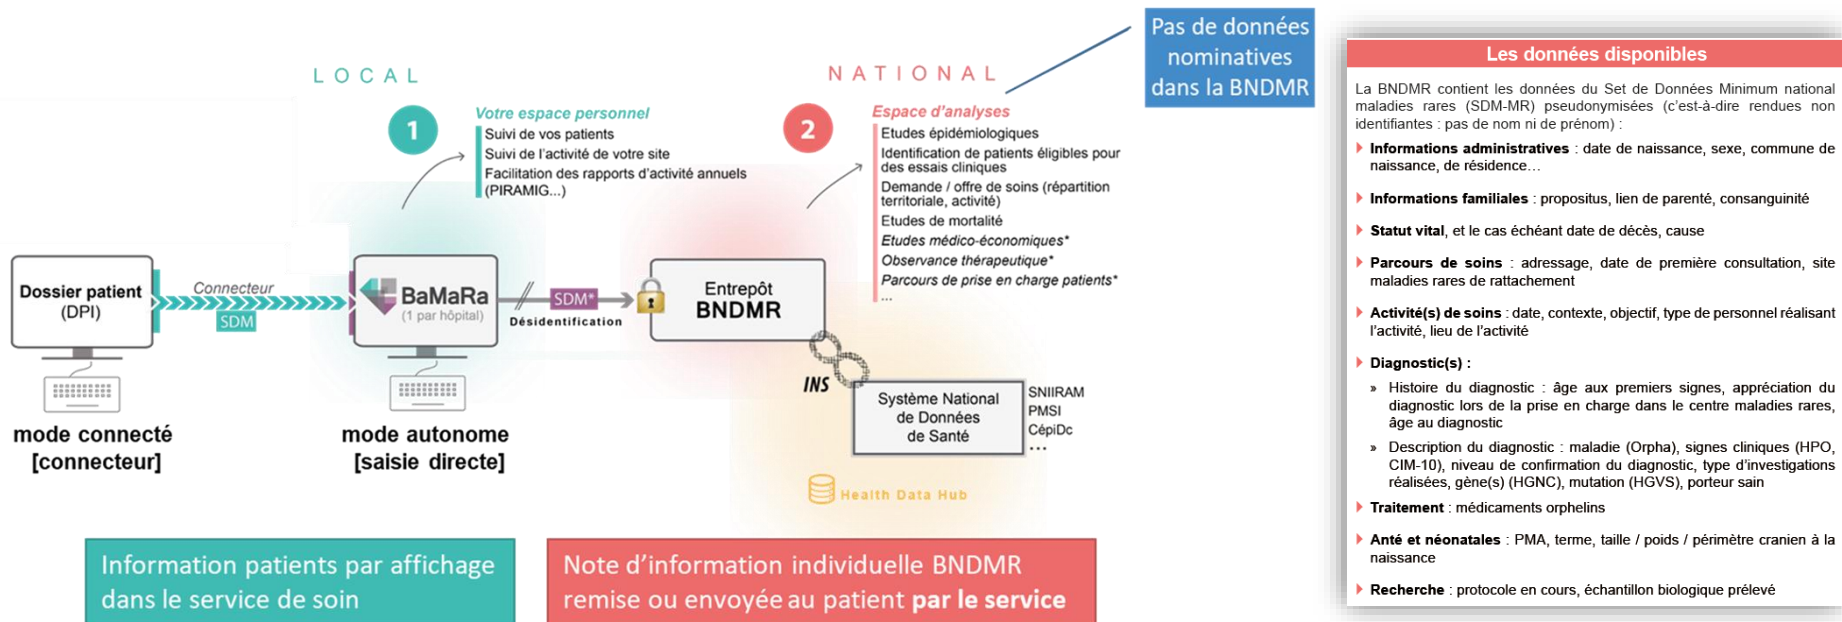 LOCAL
1
Votre espace personnel
Suivi de vos patients
Suivi de l'activité de votre site
Facilitation des rapports d'activité annuels
(PIRAMIG...)
NATIONAL
2
Espace d'analyses
Etudes épidémiologiques
Identification de patients éligibles pour
des essais cliniques
Demande / offre de soins (répartition
territoriale, activité)
Etudes de mortalité
Etudes médico-économiques*
Observance thérapeutique*
Parcours de prise en charge patients*
...
Pas de données
nominatives
dans la BNDMR
Dossier patient
(DPI)
Connecteur
SDM
BaMaRa
(1 par hôpital)
SDM*
Désidentification
Entrepôt
BNDMR
INS
Système National
de Données
de Santé
SNIIRAM
PMSI
CépiDc
...
Health Data Hub
mode connecté
[connecteur]
mode autonome
[saisie directe]
Information patients par affichage
dans le service de soin
Note d'information individuelle BNDMR
remise ou envoyée au patient par le service
Les données disponibles
La BNDMR contient les données du Set de Données Minimum national
maladies rares (SDM-MR) pseudonymisées (c'est-à-dire rendues non
identifiantes : pas de nom ni de prénom) :
Informations administratives : date de naissance, sexe, commune de
naissance, de résidence…
Informations familiales : propositus, lien de parenté, consanguinité
Statut vital, et le cas échéant date de décès, cause
Parcours de soins : adressage, date de première consultation, site
maladies rares de rattachement
Activité(s) de soins : date, contexte, objectif, type de personnel réalisant
l'activité, lieu de l'activité
Diagnostic(s) :
» Histoire du diagnostic : âge aux premiers signes, appréciation du
diagnostic lors de la prise en charge dans le centre maladies rares,
âge au diagnostic
» Description du diagnostic : maladie (Orpha), signes cliniques (HPO,
CIM-10), niveau de confirmation du diagnostic, type d'investigations
réalisées, gène(s) (HGNC), mutation (HGVS), porteur sain
Traitement : médicaments orphelins
Anté et néonatales : PMA, terme, taille / poids / périmètre cranien à la
naissance
Recherche : protocole en cours, échantillon biologique prélevé